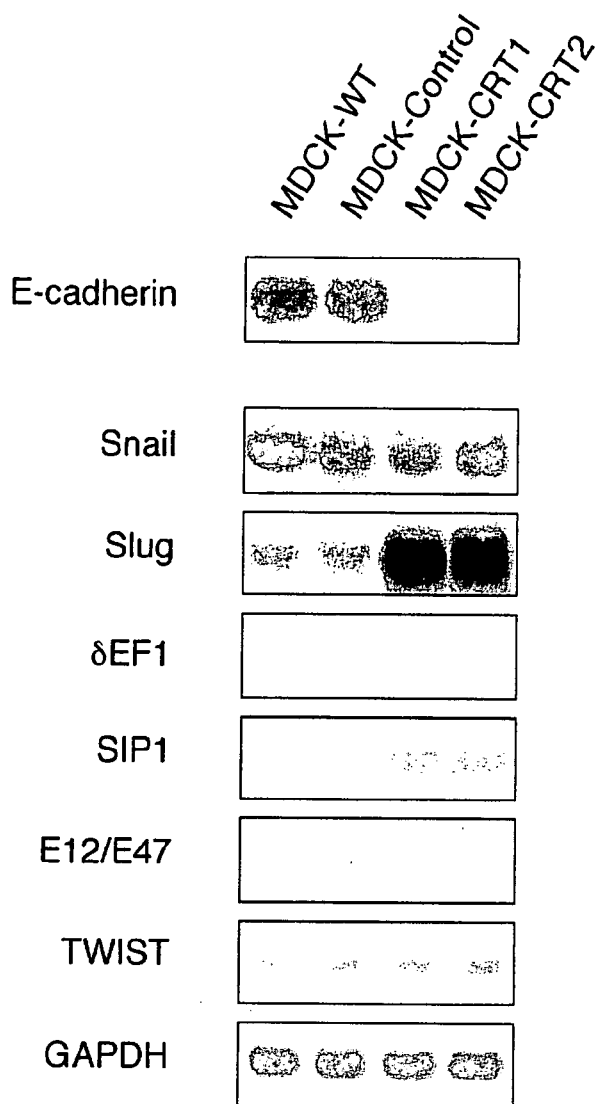 MDCK-WT
MDCK-Control
MDCK-CRT1
MDCK-CRT2
E-cadherin
Snail
Slug
δEF1
SIP1
E12/E47
TWIST
GAPDH